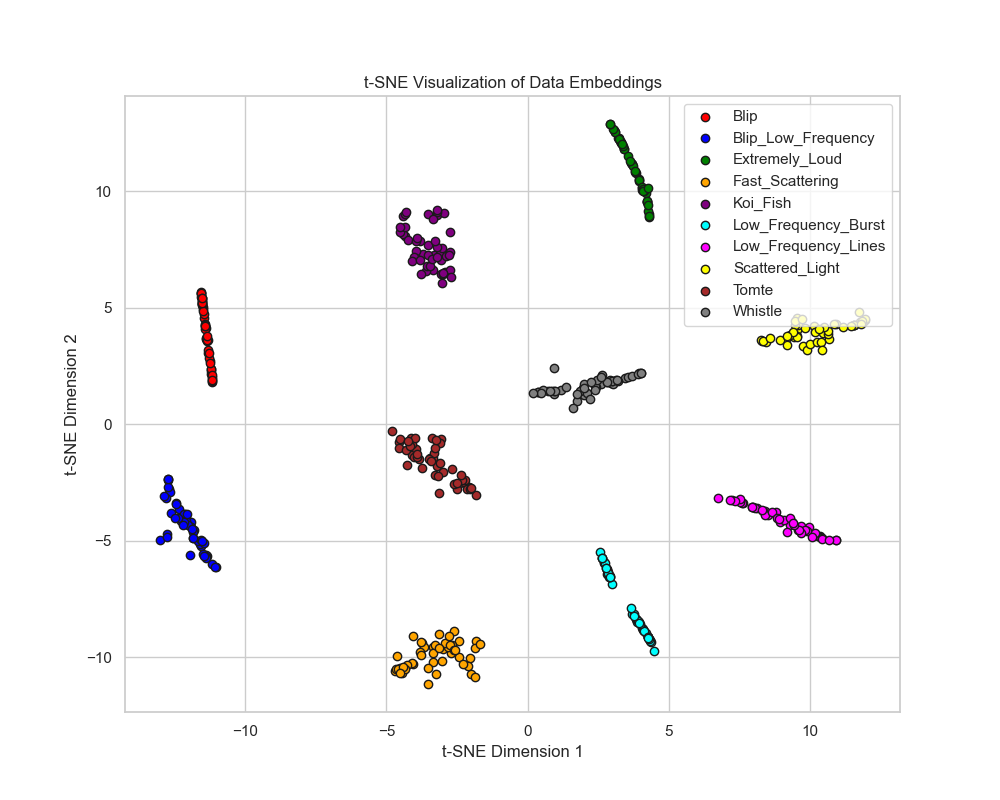 t-SNE Visualization of Data Embeddings
Blip
Blip_Low_Frequency
Extremely_Loud
Fast_Scattering
Koi_Fish
Low_Frequency_Burst
Low_Frequency_Lines
Scattered_Light
Tomte
Whistle
10
5
0
−5
−10
t-SNE Dimension 2
−10
−5
0
5
10
t-SNE Dimension 1